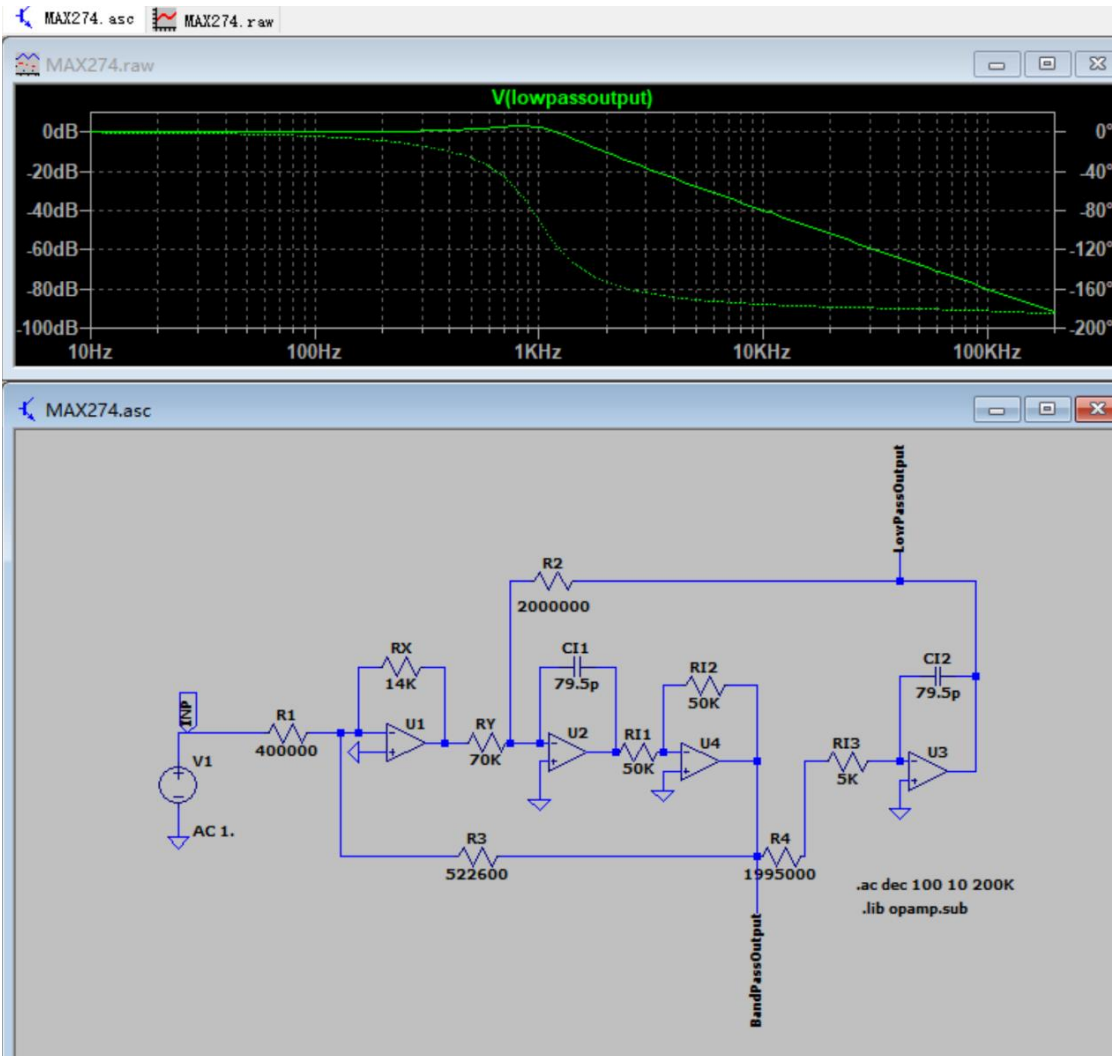 MAX274.asc MAX274.raw
MAX274.raw
V(lowpassoutput)
0dB 0°
-20dB -40°
-40dB -80°
-60dB -120°
-80dB -160°
-100dB -200°
10Hz 100Hz 1KHz 10KHz 100KHz
MAX274.asc
LowPassOutput
R2
2000000
RX
14K
CI1
79.5p
RI2
50K
CI2
79.5p
INP
R1
400000
U1
RY
70K
U2
RI1
50K
U4
RI3
5K
U3
V1
AC 1.
R3
522600
R4
1995000
.ac dec 100 10 200K
.lib opamp.sub
BandPassOutput